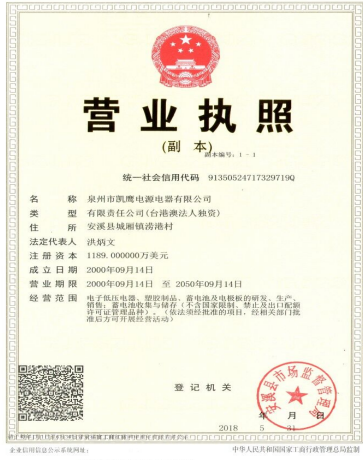 营业执照
(副 本)
副本编号：1 - 1
统一社会信用代码 91350524717329719Q
名 称 泉州市凯鹰电源电器有限公司
类 型 有限责任公司(台港澳法人独资)
住 所 安溪县城厢镇涝港村
法定代表人 洪炳文
注册资本 1189.000000万美元
成立日期 2000年09月14日
营业期限 2000年09月14日 至 2050年09月14日
经营范围 电子低压电器、塑胶制品、蓄电池及电极板的研发、生产、
销售；蓄电池收集与储存（不含国家限制、禁止及出口配额
许可证管理品种）。（依法须经批准的项目，经相关部门批
准后方可开展经营活动）
登记机关
安溪县市场监督管理局
2018 5 31
企业信用信息公示系统网址：
中华人民共和国国家工商行政管理总局监制